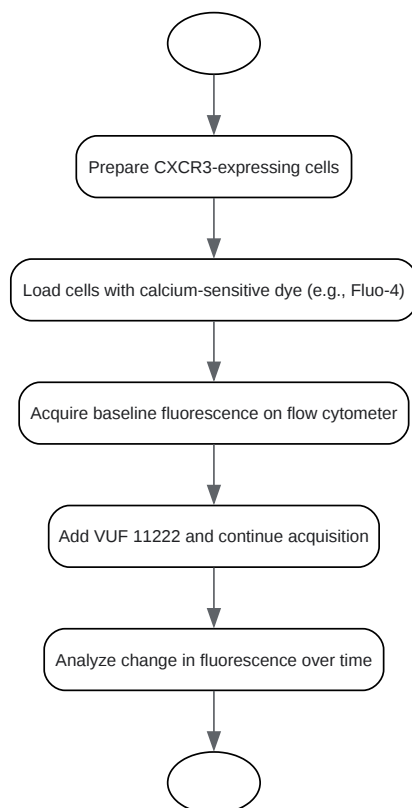 Prepare CXCR3-expressing cells
Load cells with calcium-sensitive dye (e.g., Fluo-4)
Acquire baseline fluorescence on flow cytometer
Add VUF 11222 and continue acquisition
Analyze change in fluorescence over time